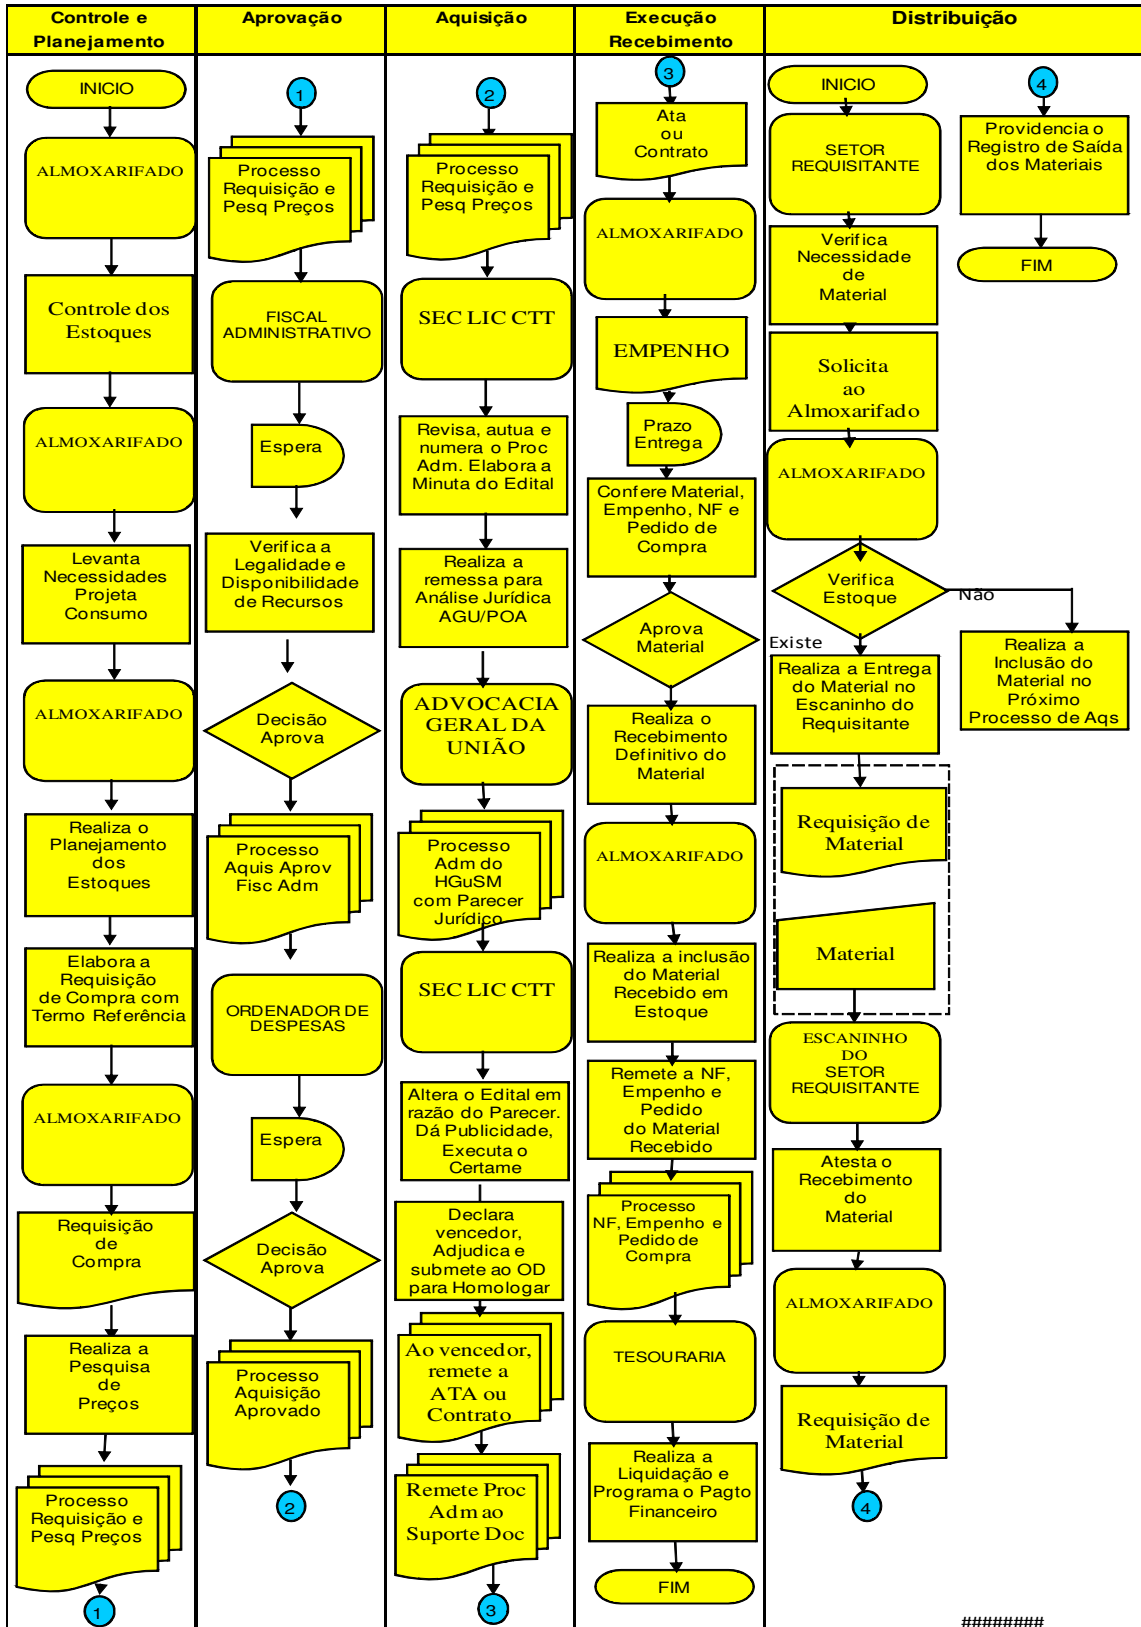 Controle e
Planejamento
Aprovação
Aquisição
Execução
Recebimento
Distribuição
INICIO
ALMOXARIFADO
Controle dos
Estoques
ALMOXARIFADO
Levanta
Necessidades
Projeta
Consumo
ALMOXARIFADO
Realiza o
Planejamento
dos
Estoques
Elabora a
Requisição
de Compra com
Termo Referência
ALMOXARIFADO
Requisição
de
Compra
Realiza a
Pesquisa
de
Preços
Processo
Requisição e
Pesq Preços
1
1
Processo
Requisição e
Pesq Preços
FISCAL
ADMINISTRATIVO
Espera
Verifica a
Legalidade e
Disponibilidade
de Recursos
Decisão
Aprova
Processo
Aquis Aprov
Fisc Adm
ORDENADOR DE
DESPESAS
Espera
Decisão
Aprova
Processo
Aquisição
Aprovado
2
2
Processo
Requisição e
Pesq Preços
SEC LIC CTT
Revisa, autua e
numera o Proc
Adm. Elabora a
Minuta do Edital
Realiza a
remessa para
Análise Jurídica
AGU/POA
ADVOCACIA
GERAL DA
UNIÃO
Processo
Adm do
HGuSM
com Parecer
Jurídico
SEC LIC CTT
Altera o Edital em
razão do Parecer.
Dá Publicidade,
Executa o
Certame
Declara
vencedor,
Adjudica e
submete ao OD
para Homologar
Ao vencedor,
remete a
ATA ou
Contrato
Remete Proc
Adm ao
Suporte Doc
3
3
Ata
ou
Contrato
ALMOXARIFADO
EMPENHO
Prazo
Entrega
Confere Material,
Empenho, NF e
Pedido de
Compra
Aprova
Material
Realiza o
Recebimento
Definitivo do
Material
ALMOXARIFADO
Realiza a inclusão
do Material
Recebido em
Estoque
Remete a NF,
Empenho e
Pedido
do Material
Recebido
Processo
NF, Empenho e
Pedido de
Compra
TESOURARIA
Realiza a
Liquidação e
Programa o Pagto
Financeiro
FIM
INICIO
SETOR
REQUISITANTE
Verifica
Necessidade
de
Material
Solicita
ao
Almoxarifado
ALMOXARIFADO
Verifica
Estoque
Não
Existe
Realiza a Entrega
do Material no
Escaninho do
Requisitante
Requisição de
Material
Material
ESCANINHO
DO
SETOR
REQUISITANTE
Atesta o
Recebimento
do
Material
ALMOXARIFADO
Requisição de
Material
4
4
Providencia o
Registro de Saída
dos Materiais
FIM
Realiza a
Inclusão do
Material no
Próximo
Processo de Aqs
########